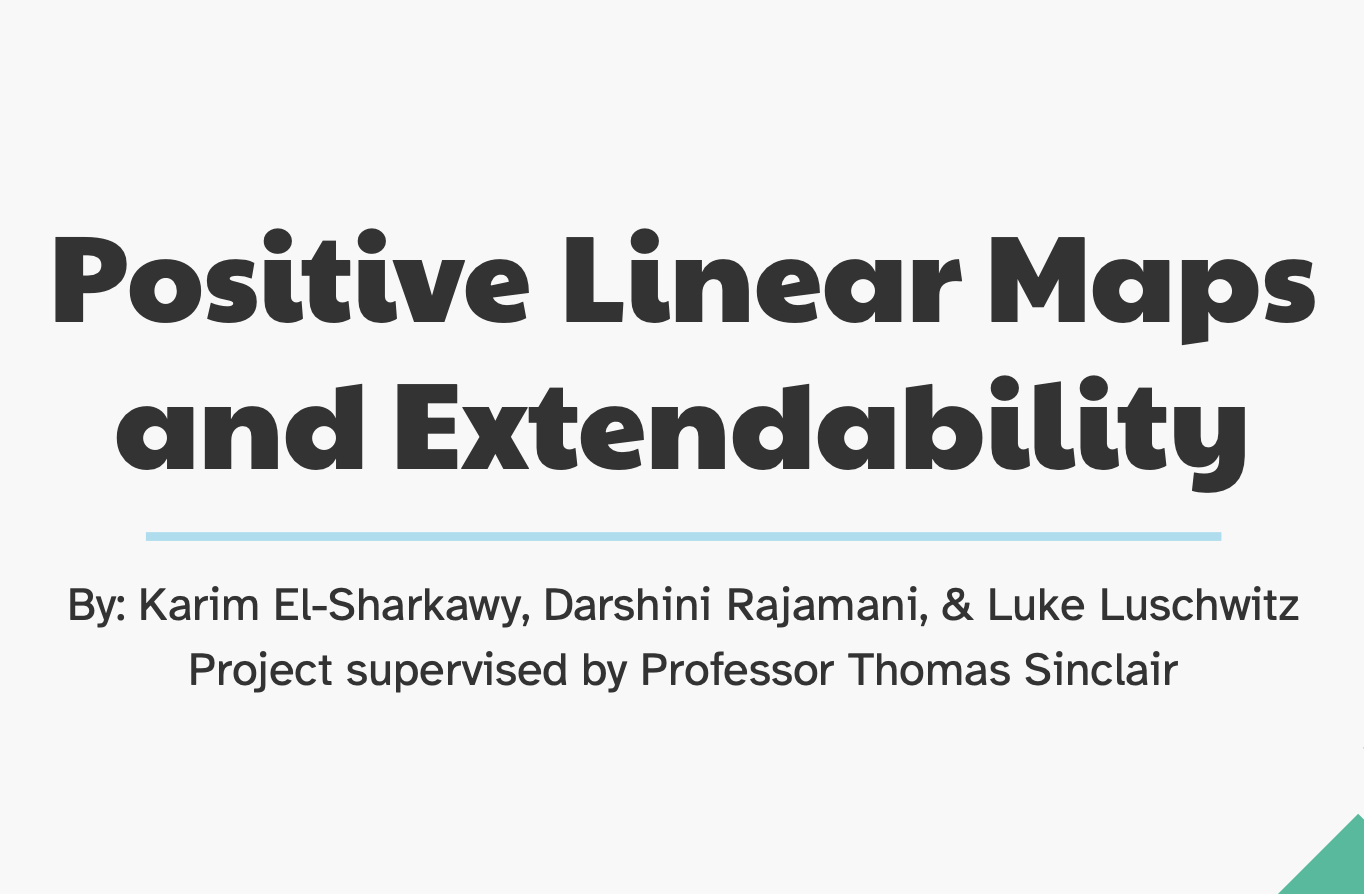 Positive Linear Maps
and Extendability
By: Karim El-Sharkawy, Darshini Rajamani, & Luke Luschwitz
Project supervised by Professor Thomas Sinclair